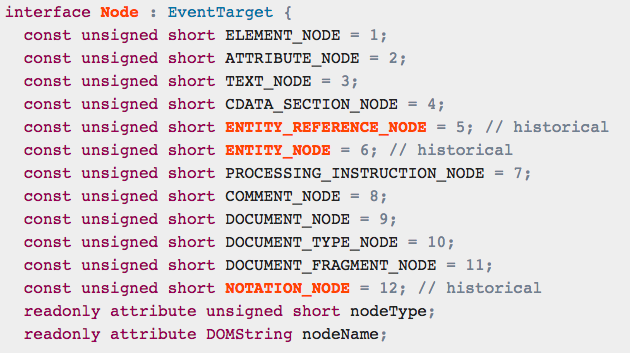 interface Node : EventTarget {
const unsigned short ELEMENT_NODE = 1;
const unsigned short ATTRIBUTE_NODE = 2;
const unsigned short TEXT_NODE = 3;
const unsigned short CDATA_SECTION_NODE = 4;
const unsigned short ENTITY_REFERENCE_NODE = 5; // historical
const unsigned short ENTITY_NODE = 6; // historical
const unsigned short PROCESSING_INSTRUCTION_NODE = 7;
const unsigned short COMMENT_NODE = 8;
const unsigned short DOCUMENT_NODE = 9;
const unsigned short DOCUMENT_TYPE_NODE = 10;
const unsigned short DOCUMENT_FRAGMENT_NODE = 11;
const unsigned short NOTATION_NODE = 12; // historical
readonly attribute unsigned short nodeType;
readonly attribute DOMString nodeName;